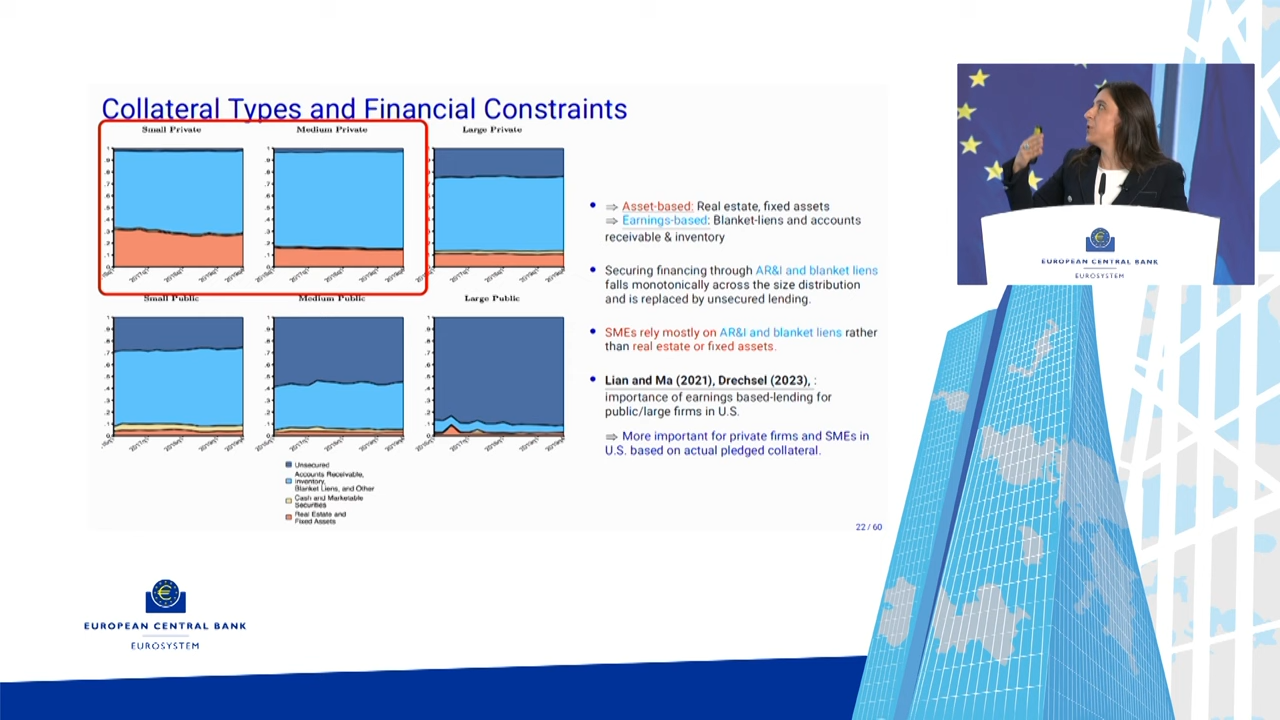 Collateral Types and Financial Constraints
Small Private
Medium Private
Large Private
Small Public
Medium Public
Large Public
Unsecured
Accounts Receivable,
Inventory,
Blanket Liens, and Other
Cash and Marketable
Securities
Real Estate and
Fixed Assets
• ⇒ Asset-based: Real estate, fixed assets
⇒ Earnings-based: Blanket-liens and accounts
receivable & inventory
• Securing financing through AR&I and blanket liens
falls monotonically across the size distribution
and is replaced by unsecured lending.
• SMEs rely mostly on AR&I and blanket liens rather
than real estate or fixed assets.
• Lian and Ma (2021), Drechsel (2023), :
importance of earnings based-lending for
public/large firms in U.S.
⇒ More important for private firms and SMEs in
U.S. based on actual pledged collateral.
22 / 60
EUROPEAN CENTRAL BANK
EUROSYSTEM
EUROPEAN CENTRAL BANK
EUROSYSTEM